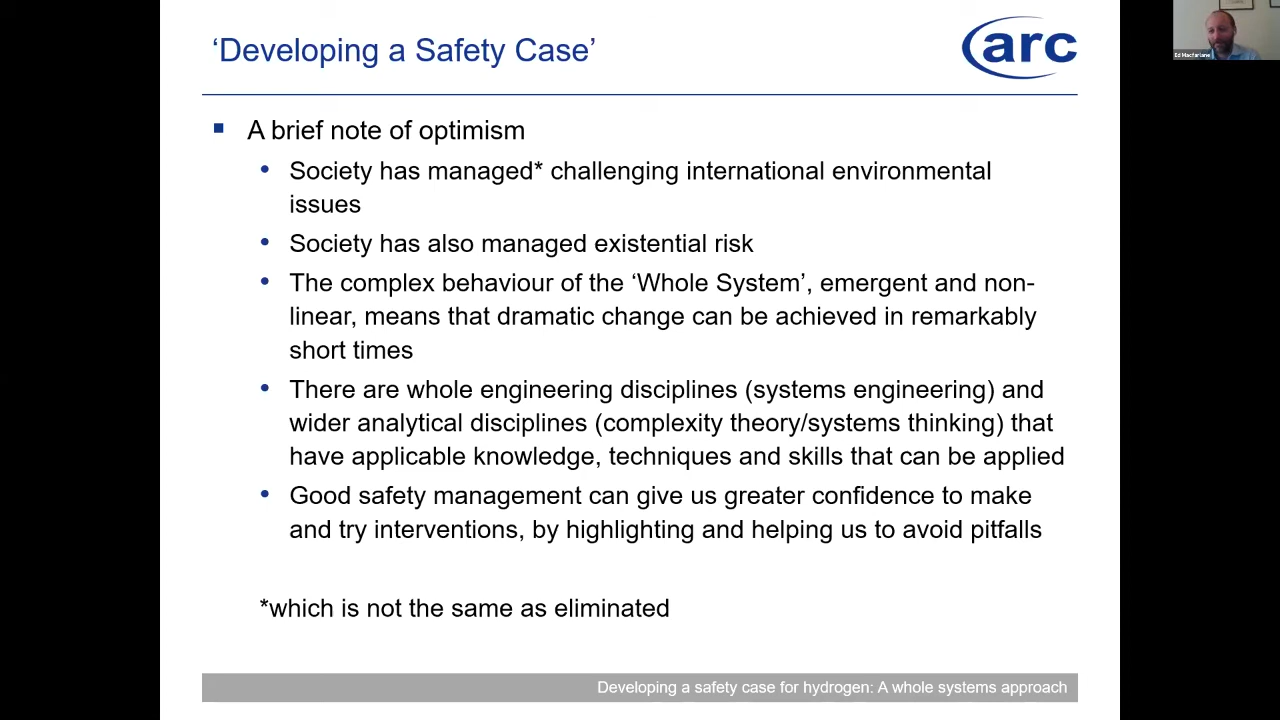 ‘Developing a Safety Case’
arc
Ed Macfarlane
A brief note of optimism
Society has managed* challenging international environmental
issues
Society has also managed existential risk
The complex behaviour of the ‘Whole System’, emergent and non-
linear, means that dramatic change can be achieved in remarkably
short times
There are whole engineering disciplines (systems engineering) and
wider analytical disciplines (complexity theory/systems thinking) that
have applicable knowledge, techniques and skills that can be applied
Good safety management can give us greater confidence to make
and try interventions, by highlighting and helping us to avoid pitfalls
*which is not the same as eliminated
Developing a safety case for hydrogen: A whole systems approach